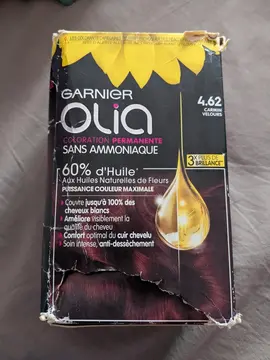 GARNIER
OLIA
COLORATION PERMANENTE
SANS AMMONIAQUE
4.62
CARMIN
VELOURS
60% d'Huile
Aux Huiles Naturelles de Fleurs
PUISSANCE COULEUR MAXIMALE
3X PLUS DE
BRILLANCE
• Couvre jusqu'à 100% des
cheveux blancs
• Améliore visiblement la
qualité du cheveu
• Confort optimal du cuir chevelu
• Soin intense, anti-dessèchement